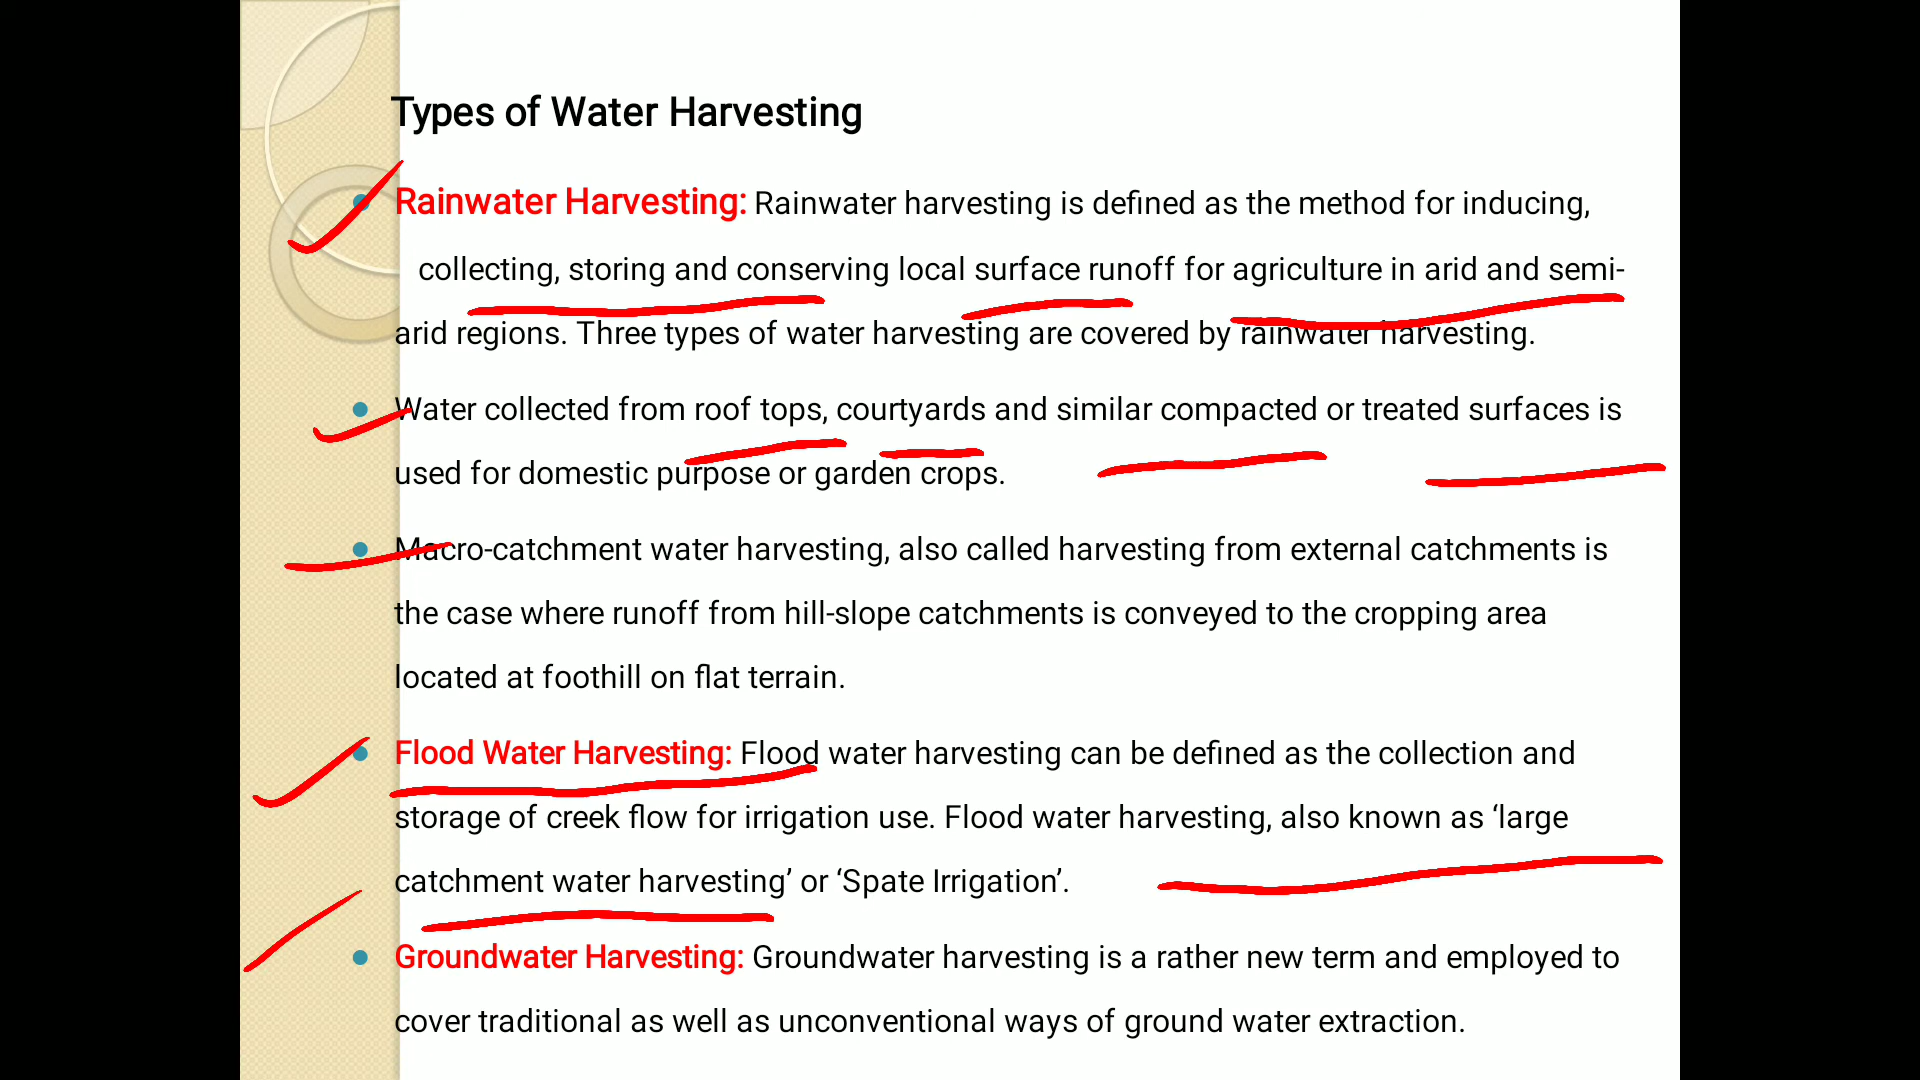 Types of Water Harvesting
Rainwater Harvesting: Rainwater harvesting is defined as the method for inducing,
collecting, storing and conserving local surface runoff for agriculture in arid and semi-
arid regions. Three types of water harvesting are covered by rainwater harvesting.
Water collected from roof tops, courtyards and similar compacted or treated surfaces is
used for domestic purpose or garden crops.
Macro-catchment water harvesting, also called harvesting from external catchments is
the case where runoff from hill-slope catchments is conveyed to the cropping area
located at foothill on flat terrain.
Flood Water Harvesting: Flood water harvesting can be defined as the collection and
storage of creek flow for irrigation use. Flood water harvesting, also known as ‘large
catchment water harvesting’ or ‘Spate Irrigation’.
Groundwater Harvesting: Groundwater harvesting is a rather new term and employed to
cover traditional as well as unconventional ways of ground water extraction.